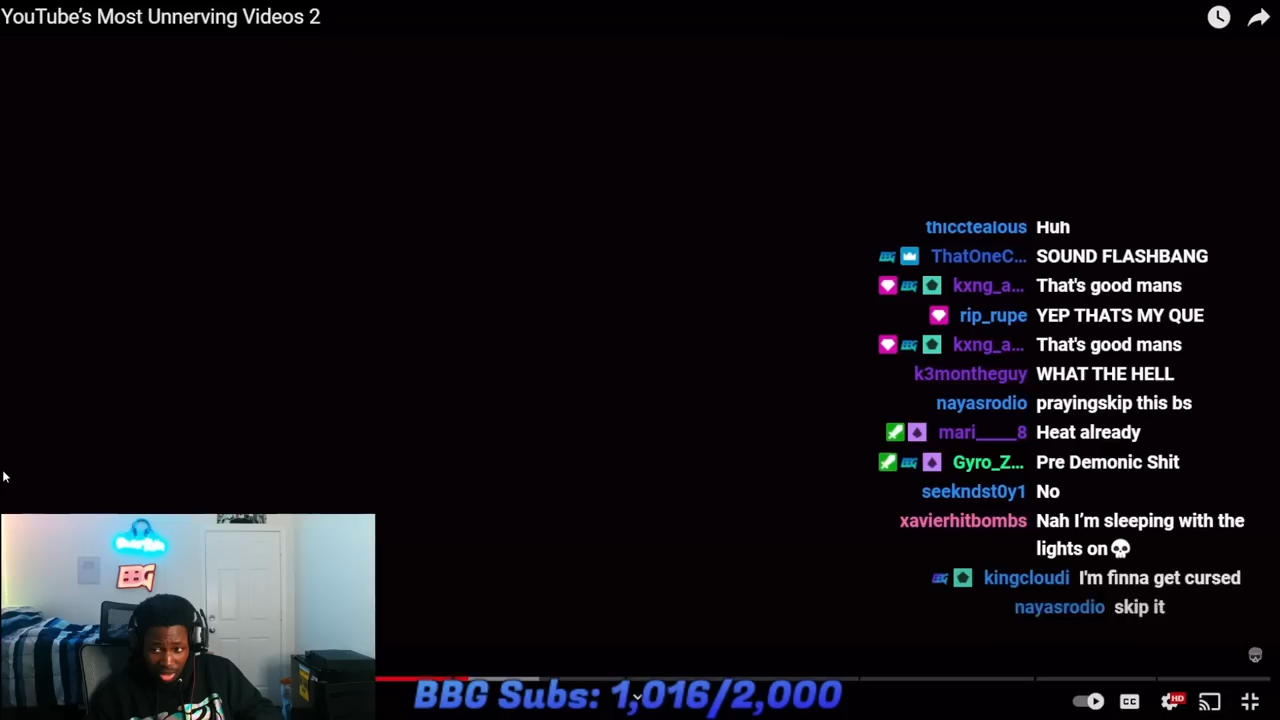 YouTube’s Most Unnerving Videos 2
thicctealous Huh
ThatOneC... SOUND FLASHBANG
kxng_a... That's good mans
rip_rupe YEP THATS MY QUE
kxng_a... That's good mans
k3montheguy WHAT THE HELL
nayasrodio prayingskip this bs
mari____8 Heat already
Gyro_Z... Pre Demonic Shit
seekndst0y1 No
xavierhitbombs Nah I’m sleeping with the
lights on💀
kingcloudi I'm finna get cursed
nayasrodio skip it
BBG Subs: 1,016/2,000
CC
HD